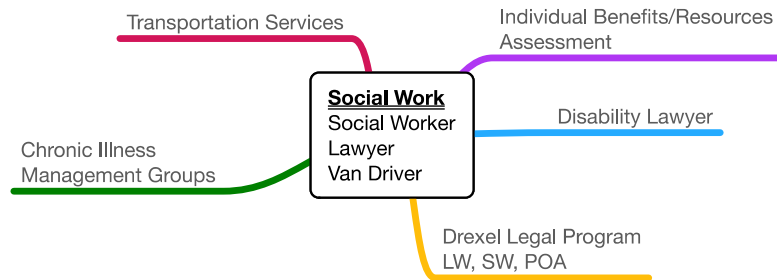 Transportation Services
Individual Benefits/Resources
Assessment
Social Work
Social Worker
Lawyer
Van Driver
Disability Lawyer
Chronic Illness
Management Groups
Drexel Legal Program
LW, SW, POA